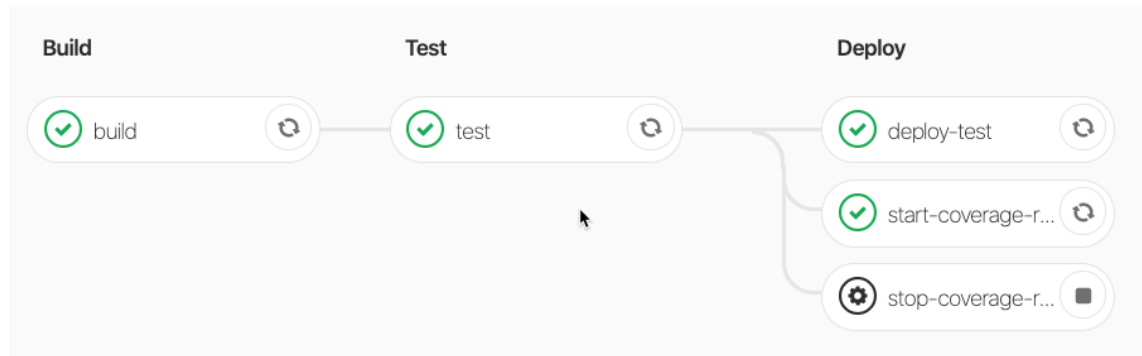 Build
Test
Deploy
build
test
deploy-test
start-coverage-r...
stop-coverage-r...